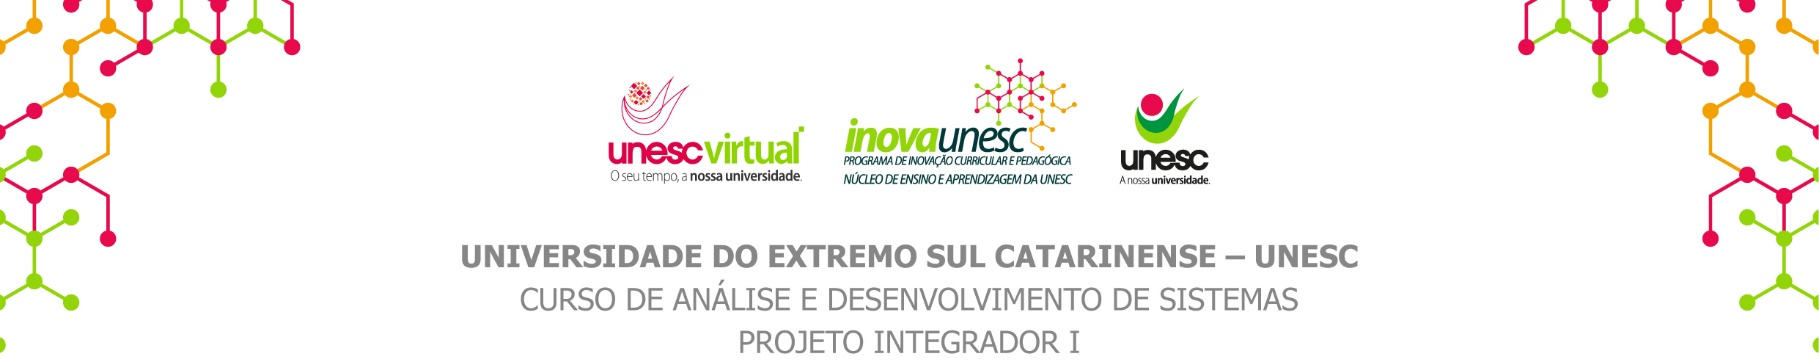 unescvirtual
O seu tempo, a nossa universidade.
inovaunesc
PROGRAMA DE INOVAÇÃO CURRICULAR E PEDAGÓGICA
NÚCLEO DE ENSINO E APRENDIZAGEM DA UNESC
unesc
A nossa universidade.
UNIVERSIDADE DO EXTREMO SUL CATARINENSE – UNESC
CURSO DE ANÁLISE E DESENVOLVIMENTO DE SISTEMAS
PROJETO INTEGRADOR I